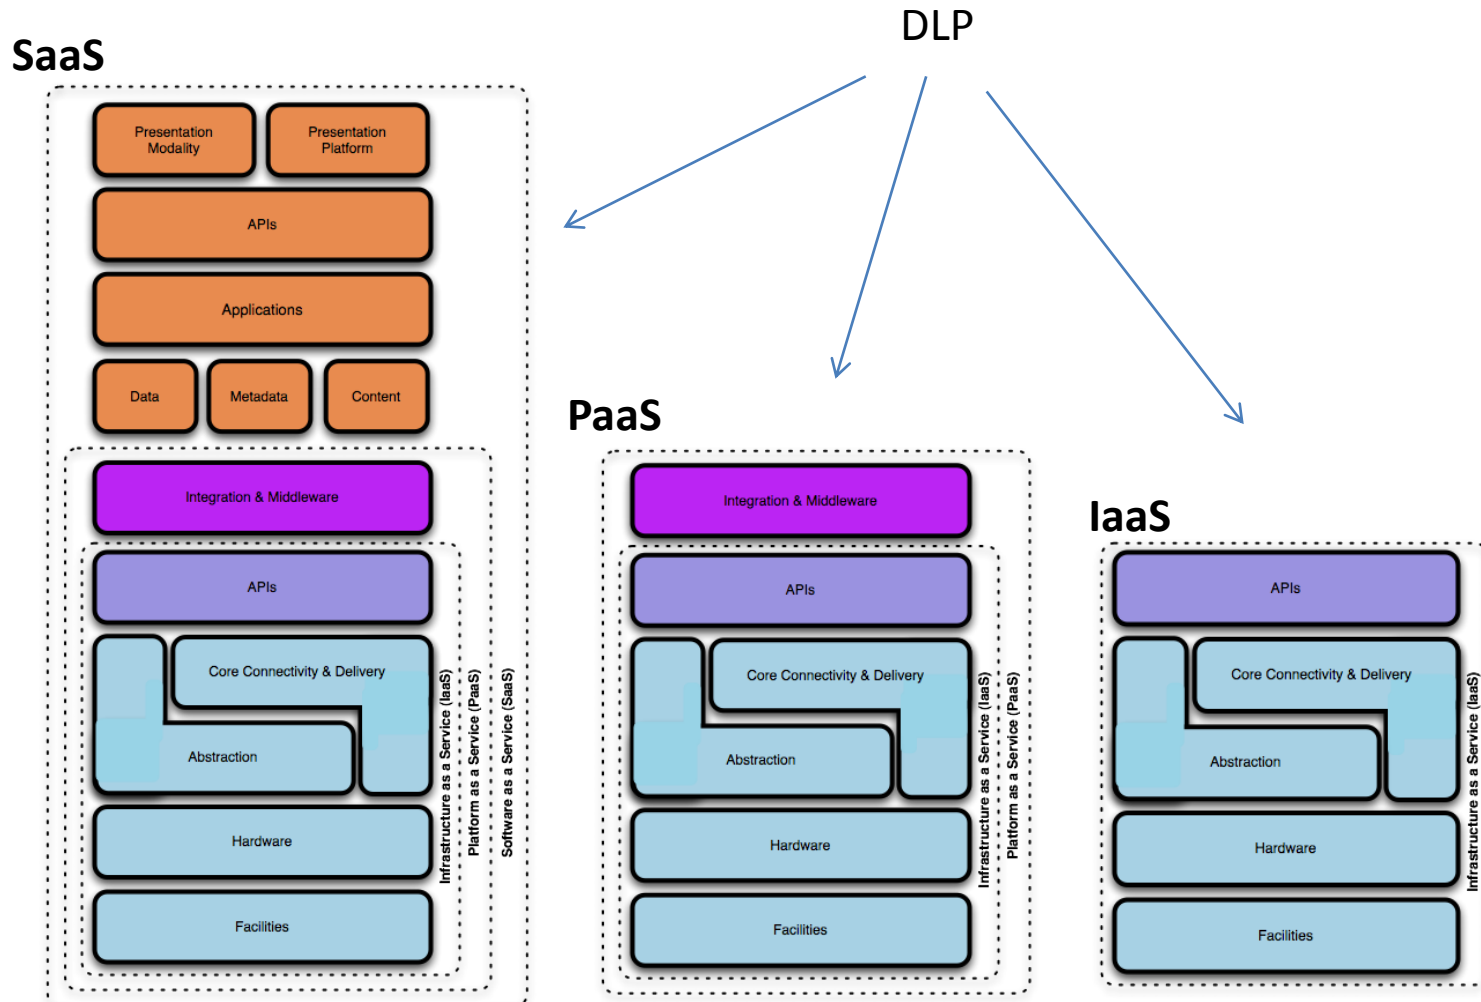 DLP
SaaS
Presentation
Modality
Presentation
Platform
APIs
Applications
Data
Metadata
Content
Integration & Middleware
APIs
Core Connectivity & Delivery
Abstraction
Hardware
Facilities
Infrastructure as a Service (IaaS)
Platform as a Service (PaaS)
Software as a Service (SaaS)
PaaS
Integration & Middleware
APIs
Core Connectivity & Delivery
Abstraction
Hardware
Facilities
Infrastructure as a Service (IaaS)
Platform as a Service (PaaS)
IaaS
APIs
Core Connectivity & Delivery
Abstraction
Hardware
Facilities
Infrastructure as a Service (IaaS)